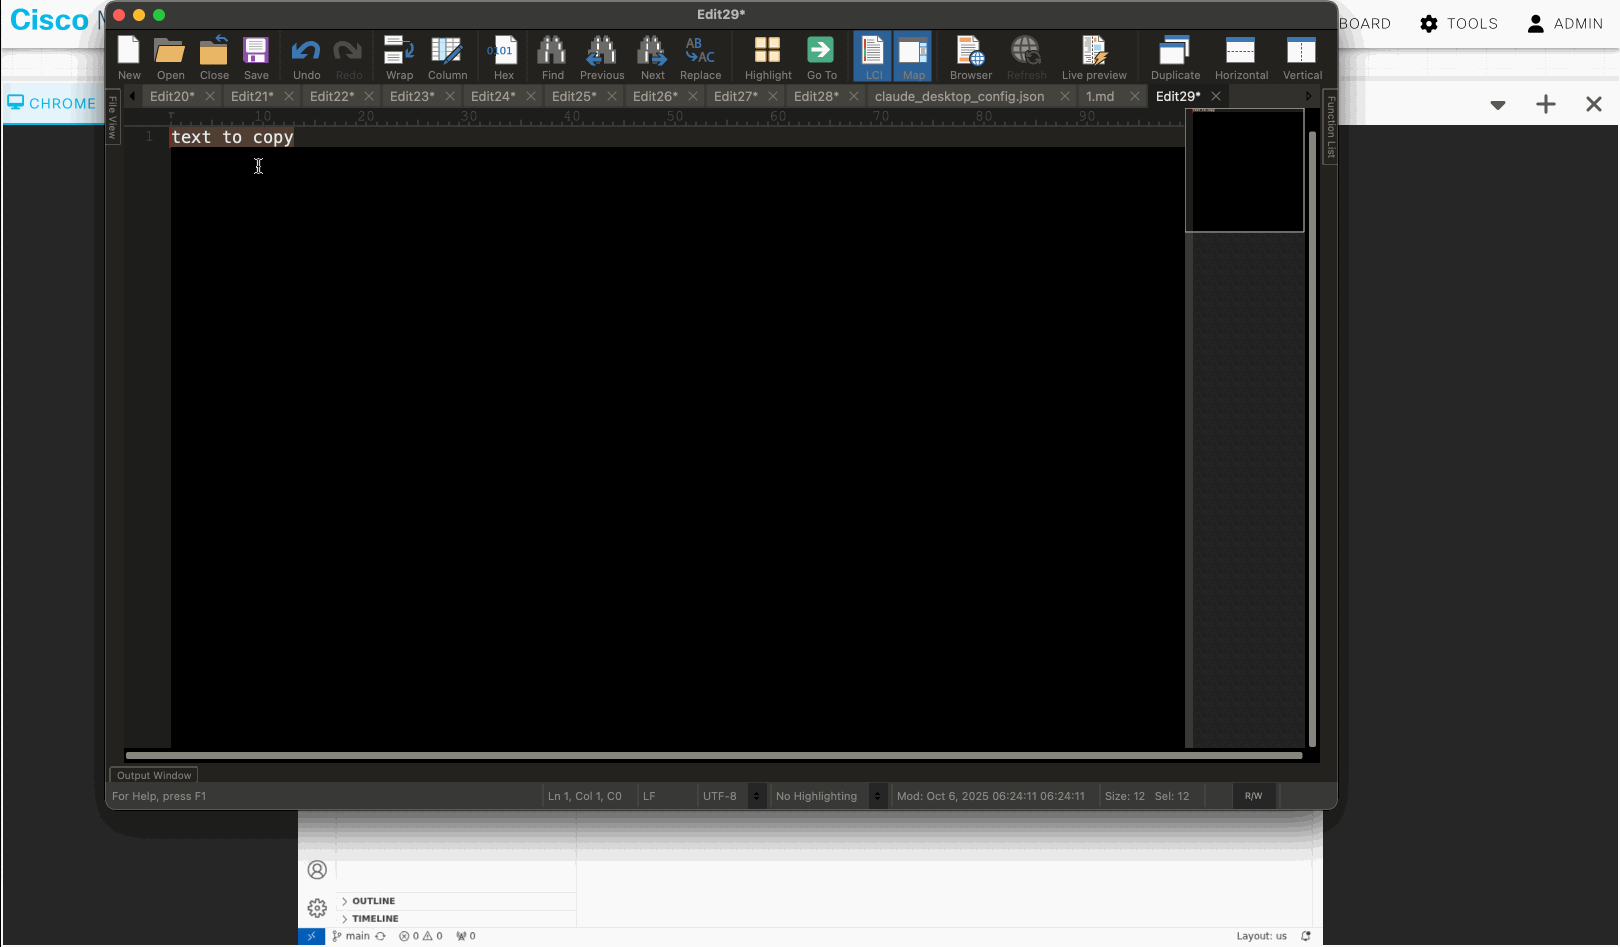 Edit29*
Cisco
BOARD
TOOLS
ADMIN
New
Open
Close
Save
Undo
Redo
Wrap
Column
0101
Hex
Find
Previous
Next
AB
AC
Replace
Highlight
Go To
LCI
Map
Browser
Refresh
Live preview
Duplicate
Horizontal
Vertical
CHROME
File View
Edit20*
Edit21*
Edit22*
Edit23*
Edit24*
Edit25*
Edit26*
Edit27*
Edit28*
claude_desktop_config.json
1.md
Edit29*
Function List
10 20 30 40 50 60 70 80 90
1 text to copy
Output Window
For Help, press F1
Ln 1, Col 1, C0
LF
UTF-8
No Highlighting
Mod: Oct 6, 2025 06:24:11 06:24:11
Size: 12 Sel: 12
R/W
OUTLINE
TIMELINE
main
0 0
0
Layout: us